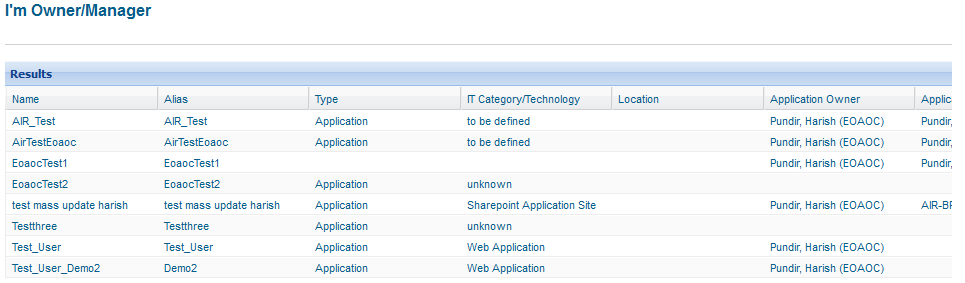 I'm Owner/Manager
Results
Name Alias Type IT Category/Technology Location Application Owner
AIR_Test AIR_Test Application to be defined Pundir, Harish (EOAOC) Pundir,
AirTestEoaoc AirTestEoaoc Application to be defined Pundir, Harish (EOAOC) Pundir,
EoaocTest1 EoaocTest1 Pundir, Harish (EOAOC) Pundir,
EoaocTest2 EoaocTest2 Application unknown
test mass update harish test mass update harish Application Sharepoint Application Site Pundir, Harish (EOAOC)
Testthree Testthree Application unknown
Test_User Test_User Application Web Application Pundir, Harish (EOAOC)
Test_User_Demo2 Demo2 Application Web Application Pundir, Harish (EOAOC)